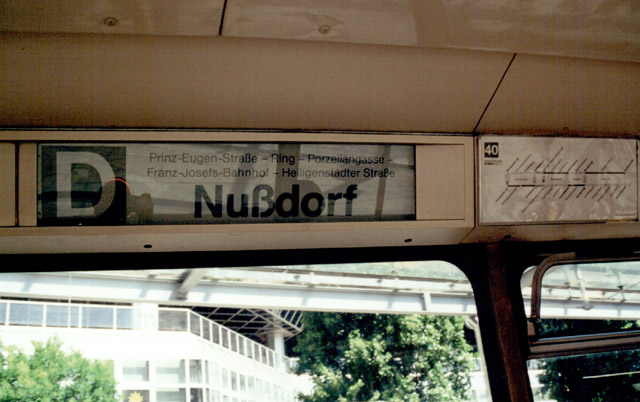 D
Prinz-Eugen-Straße – Ring – Porzellangasse –
Franz-Josefs-Bahnhof – Heiligenstädter Straße
Nußdorf
40